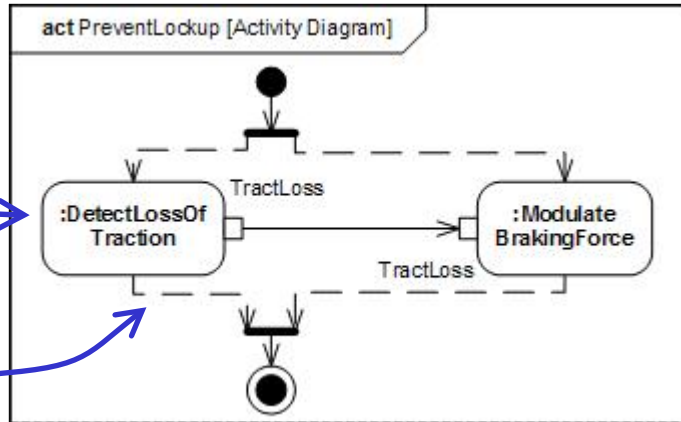 act PreventLockup [Activity Diagram]
TractLoss
:DetectLossOf
Traction
:Modulate
BrakingForce
TractLoss